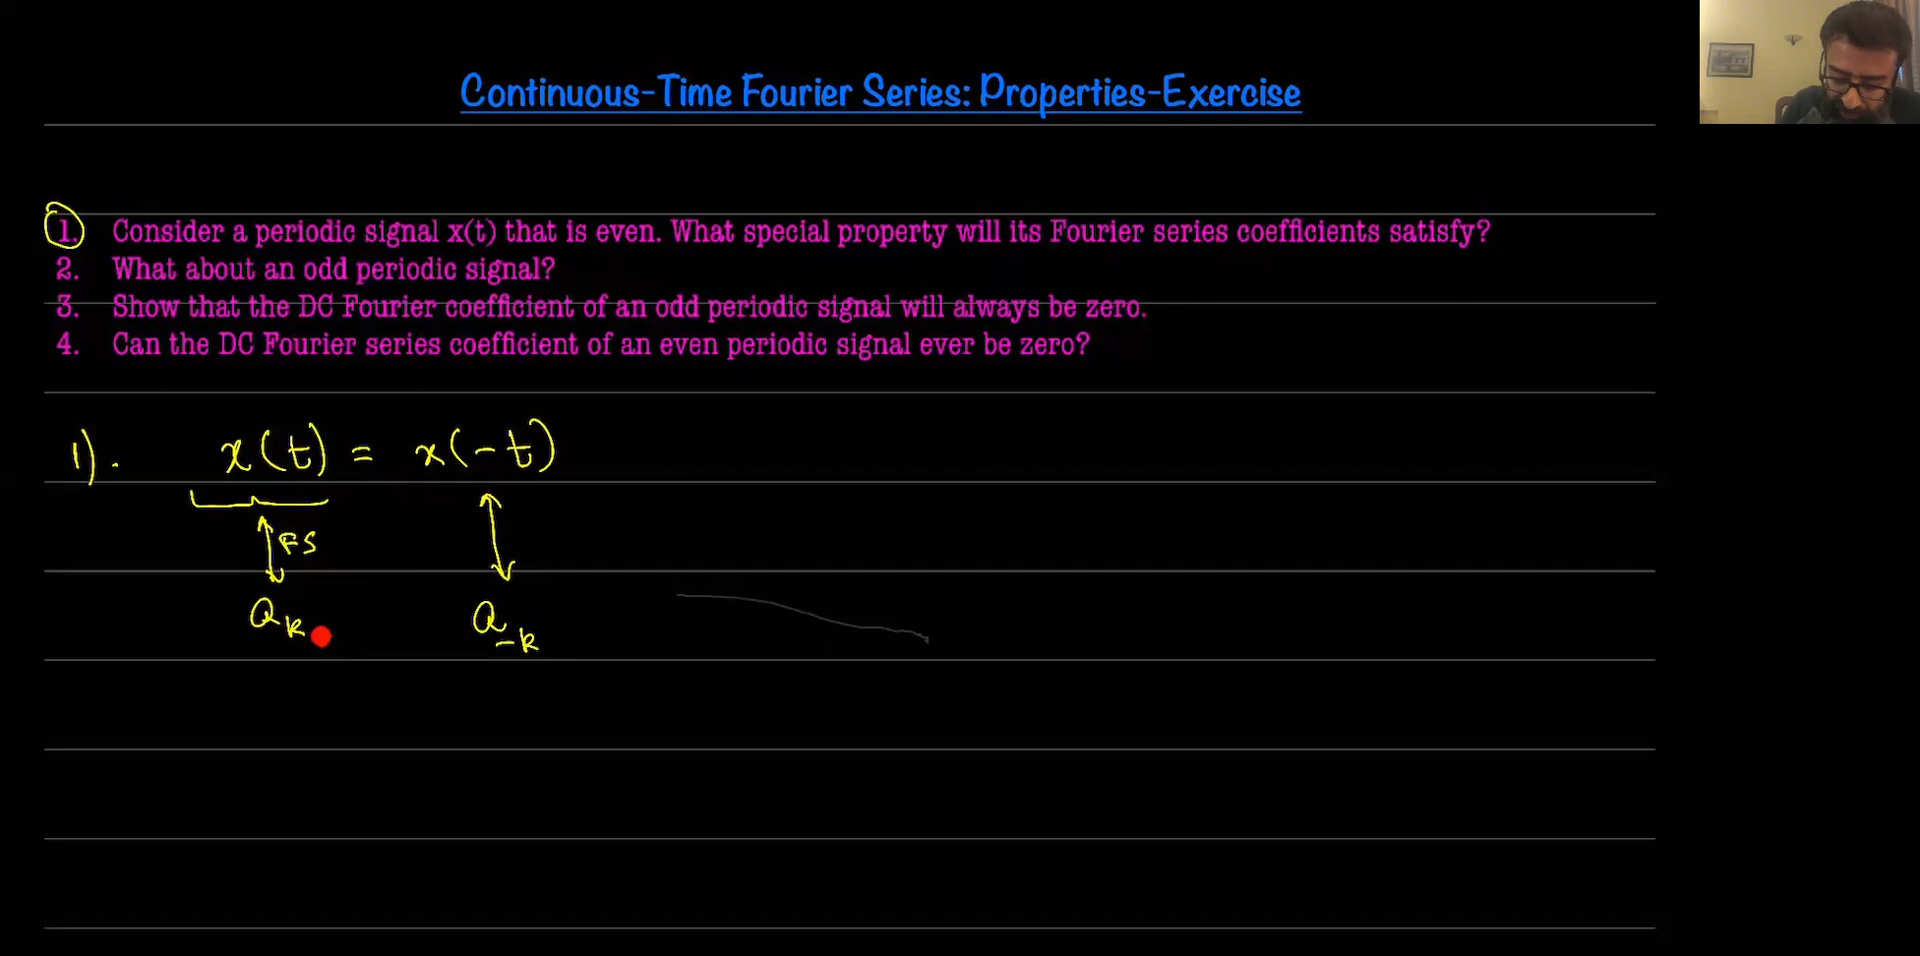 Continuous-Time Fourier Series: Properties-Exercise
1. Consider a periodic signal x(t) that is even. What special property will its Fourier series coefficients satisfy?
2. What about an odd periodic signal?
3. Show that the DC Fourier coefficient of an odd periodic signal will always be zero.
4. Can the DC Fourier series coefficient of an even periodic signal ever be zero?
1). x(t) = x(-t)
FS
a_k a_-k